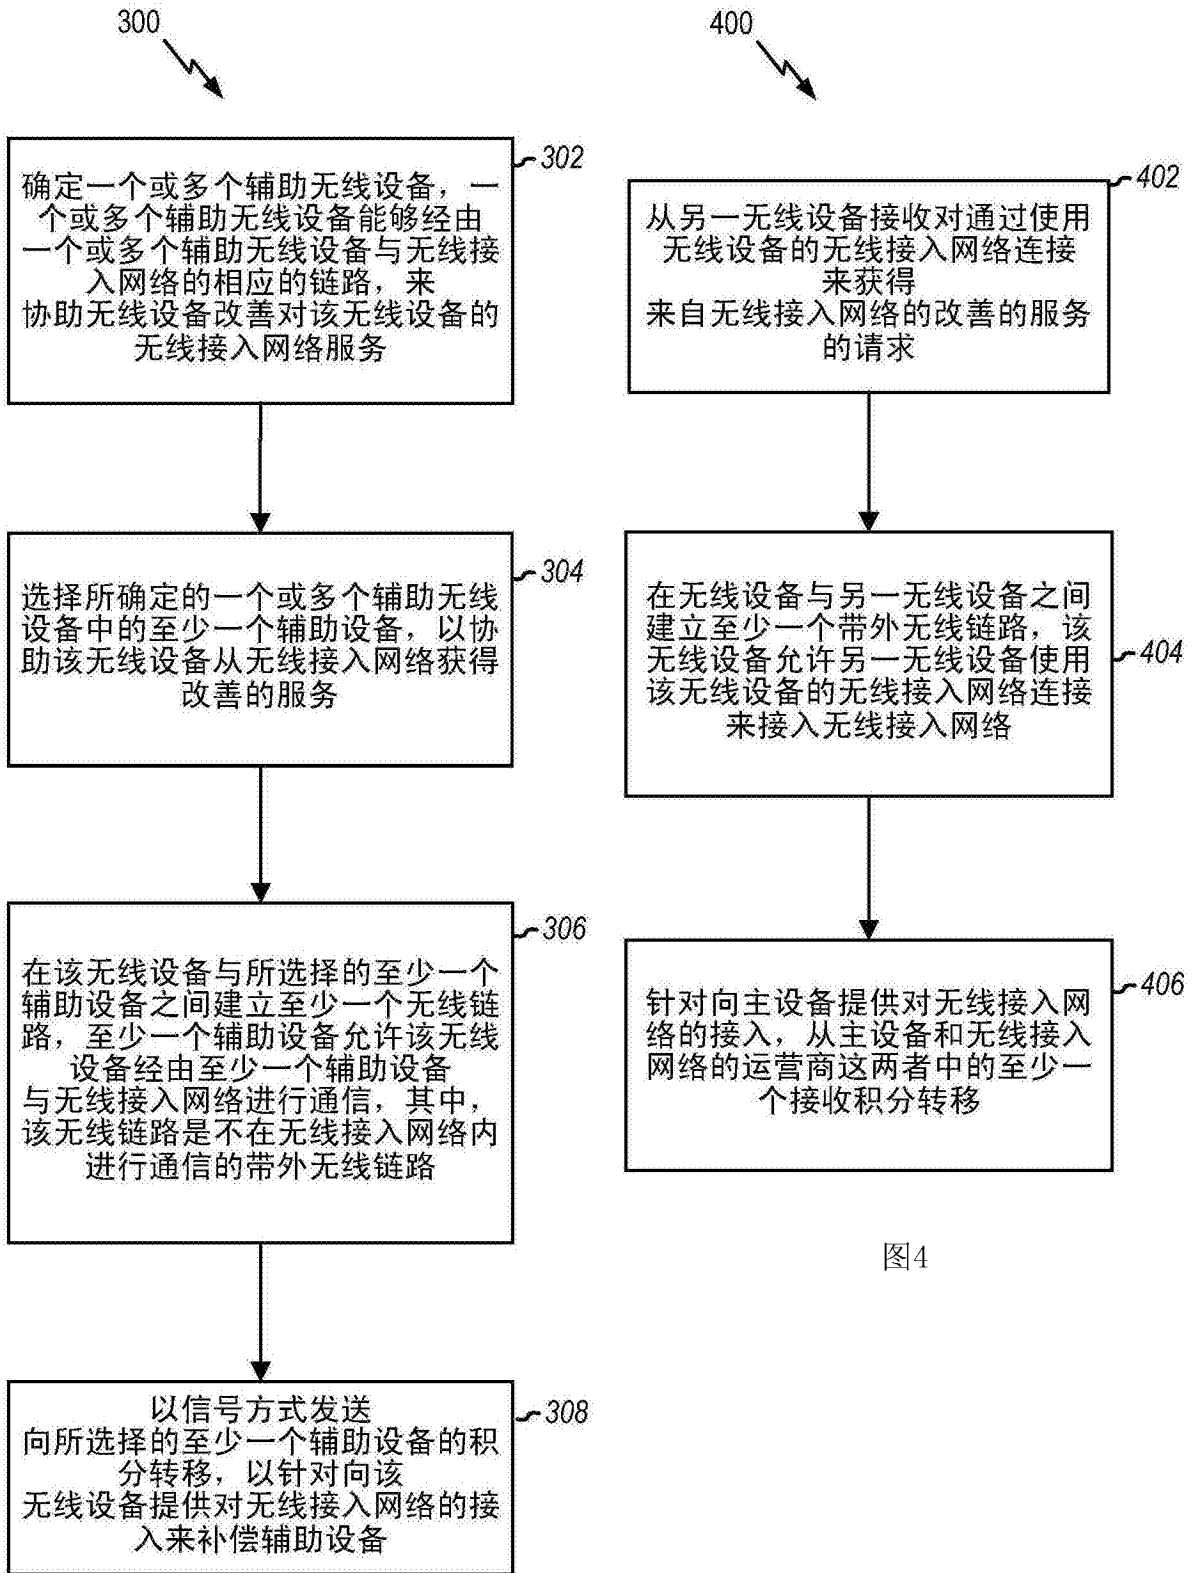 300
302
确定一个或多个辅助无线设备，一
个或多个辅助无线设备能够经由
一个或多个辅助无线设备与无线接
入网络的相应的链路，来
协助无线设备改善对该无线设备的
无线接入网络服务
304
选择所确定的一个或多个辅助无线
设备中的至少一个辅助设备，以协
助该无线设备从无线接入网络获得
改善的服务
306
在该无线设备与所选择的至少一个
辅助设备之间建立至少一个无线链
路，至少一个辅助设备允许该无线
设备经由至少一个辅助设备
与无线接入网络进行通信，其中，
该无线链路是不在无线接入网络内
进行通信的带外无线链路
308
以信号方式发送
向所选择的至少一个辅助设备的积
分转移，以针对向该
无线设备提供对无线接入网络的接
入来补偿辅助设备
400
402
从另一无线设备接收对通过使用
无线设备的无线接入网络连接
来获得
来自无线接入网络的改善的服务
的请求
404
在无线设备与另一无线设备之间
建立至少一个带外无线链路，该
无线设备允许另一无线设备使用
该无线设备的无线接入网络连接
来接入无线接入网络
406
针对向主设备提供对无线接入网
络的接入，从主设备和无线接入
网络的运营商这两者中的至少一
个接收积分转移
图4